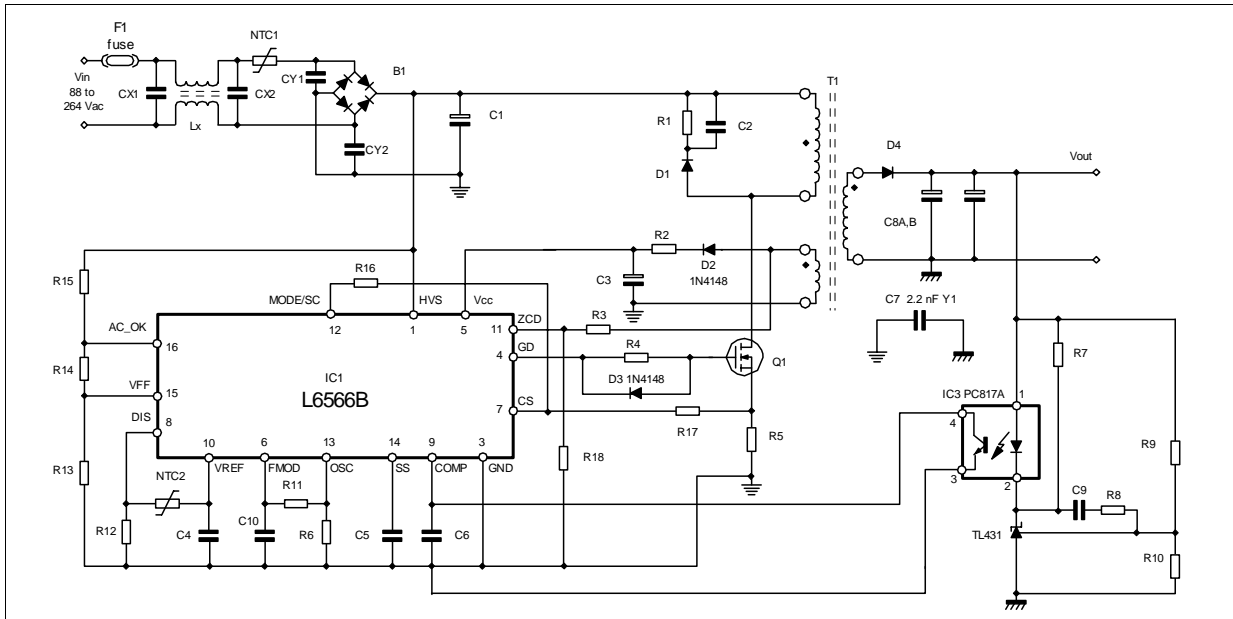 F1
fuse
NTC1
Vin
88 to
264 Vac
CX1
Lx
CX2
CY1
B1
CY2
C1
R1
C2
D1
T1
D4
Vout
C8A,B
R2
D2
1N4148
C3
C7 2.2 nF Y1
R15
R16
MODE/SC
HVS
Vcc
12
1
5
ZCD
11
R3
AC_OK
16
GD
4
R4
Q1
R14
IC1
L6566B
D3 1N4148
R7
VFF
15
IC3 PC817A
1
DIS
8
CS
7
R17
R5
4
R9
10
6
13
14
9
3
R13
VREF
FMOD
OSC
SS
COMP
GND
R18
3
2
NTC2
R11
C9
R8
R12
C4
C10
R6
C5
C6
TL431
R10